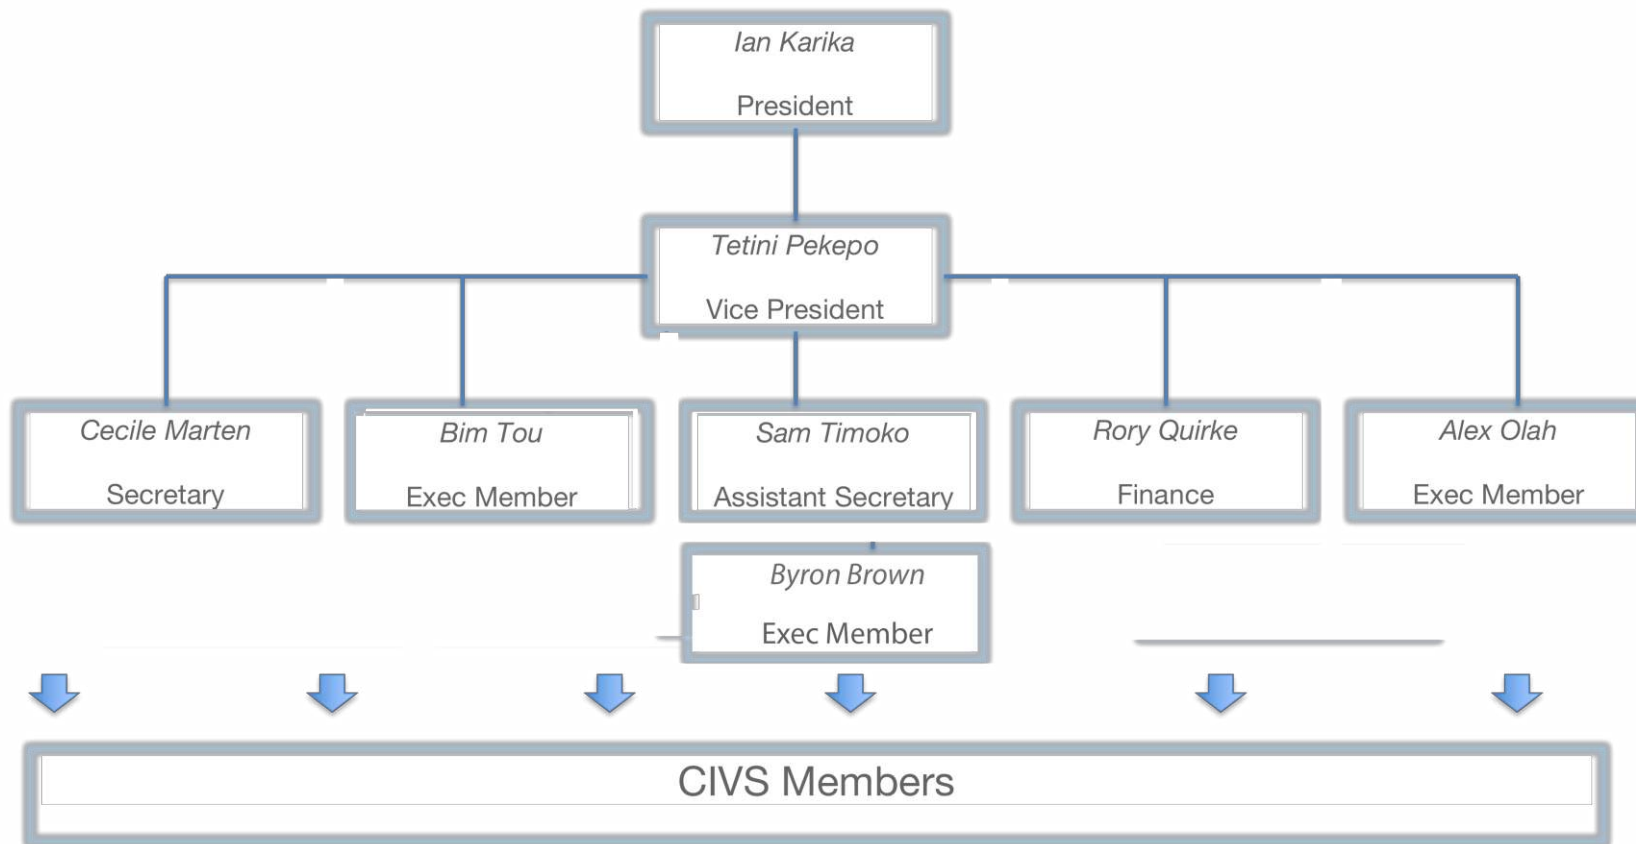 Ian Karika
President
Tetini Pekepo
Vice President
Cecile Marten
Secretary
Bim Tou
Exec Member
Sam Timoko
Assistant Secretary
Rory Quirke
Finance
Alex Olah
Exec Member
Byron Brown
Exec Member
CIVS Members